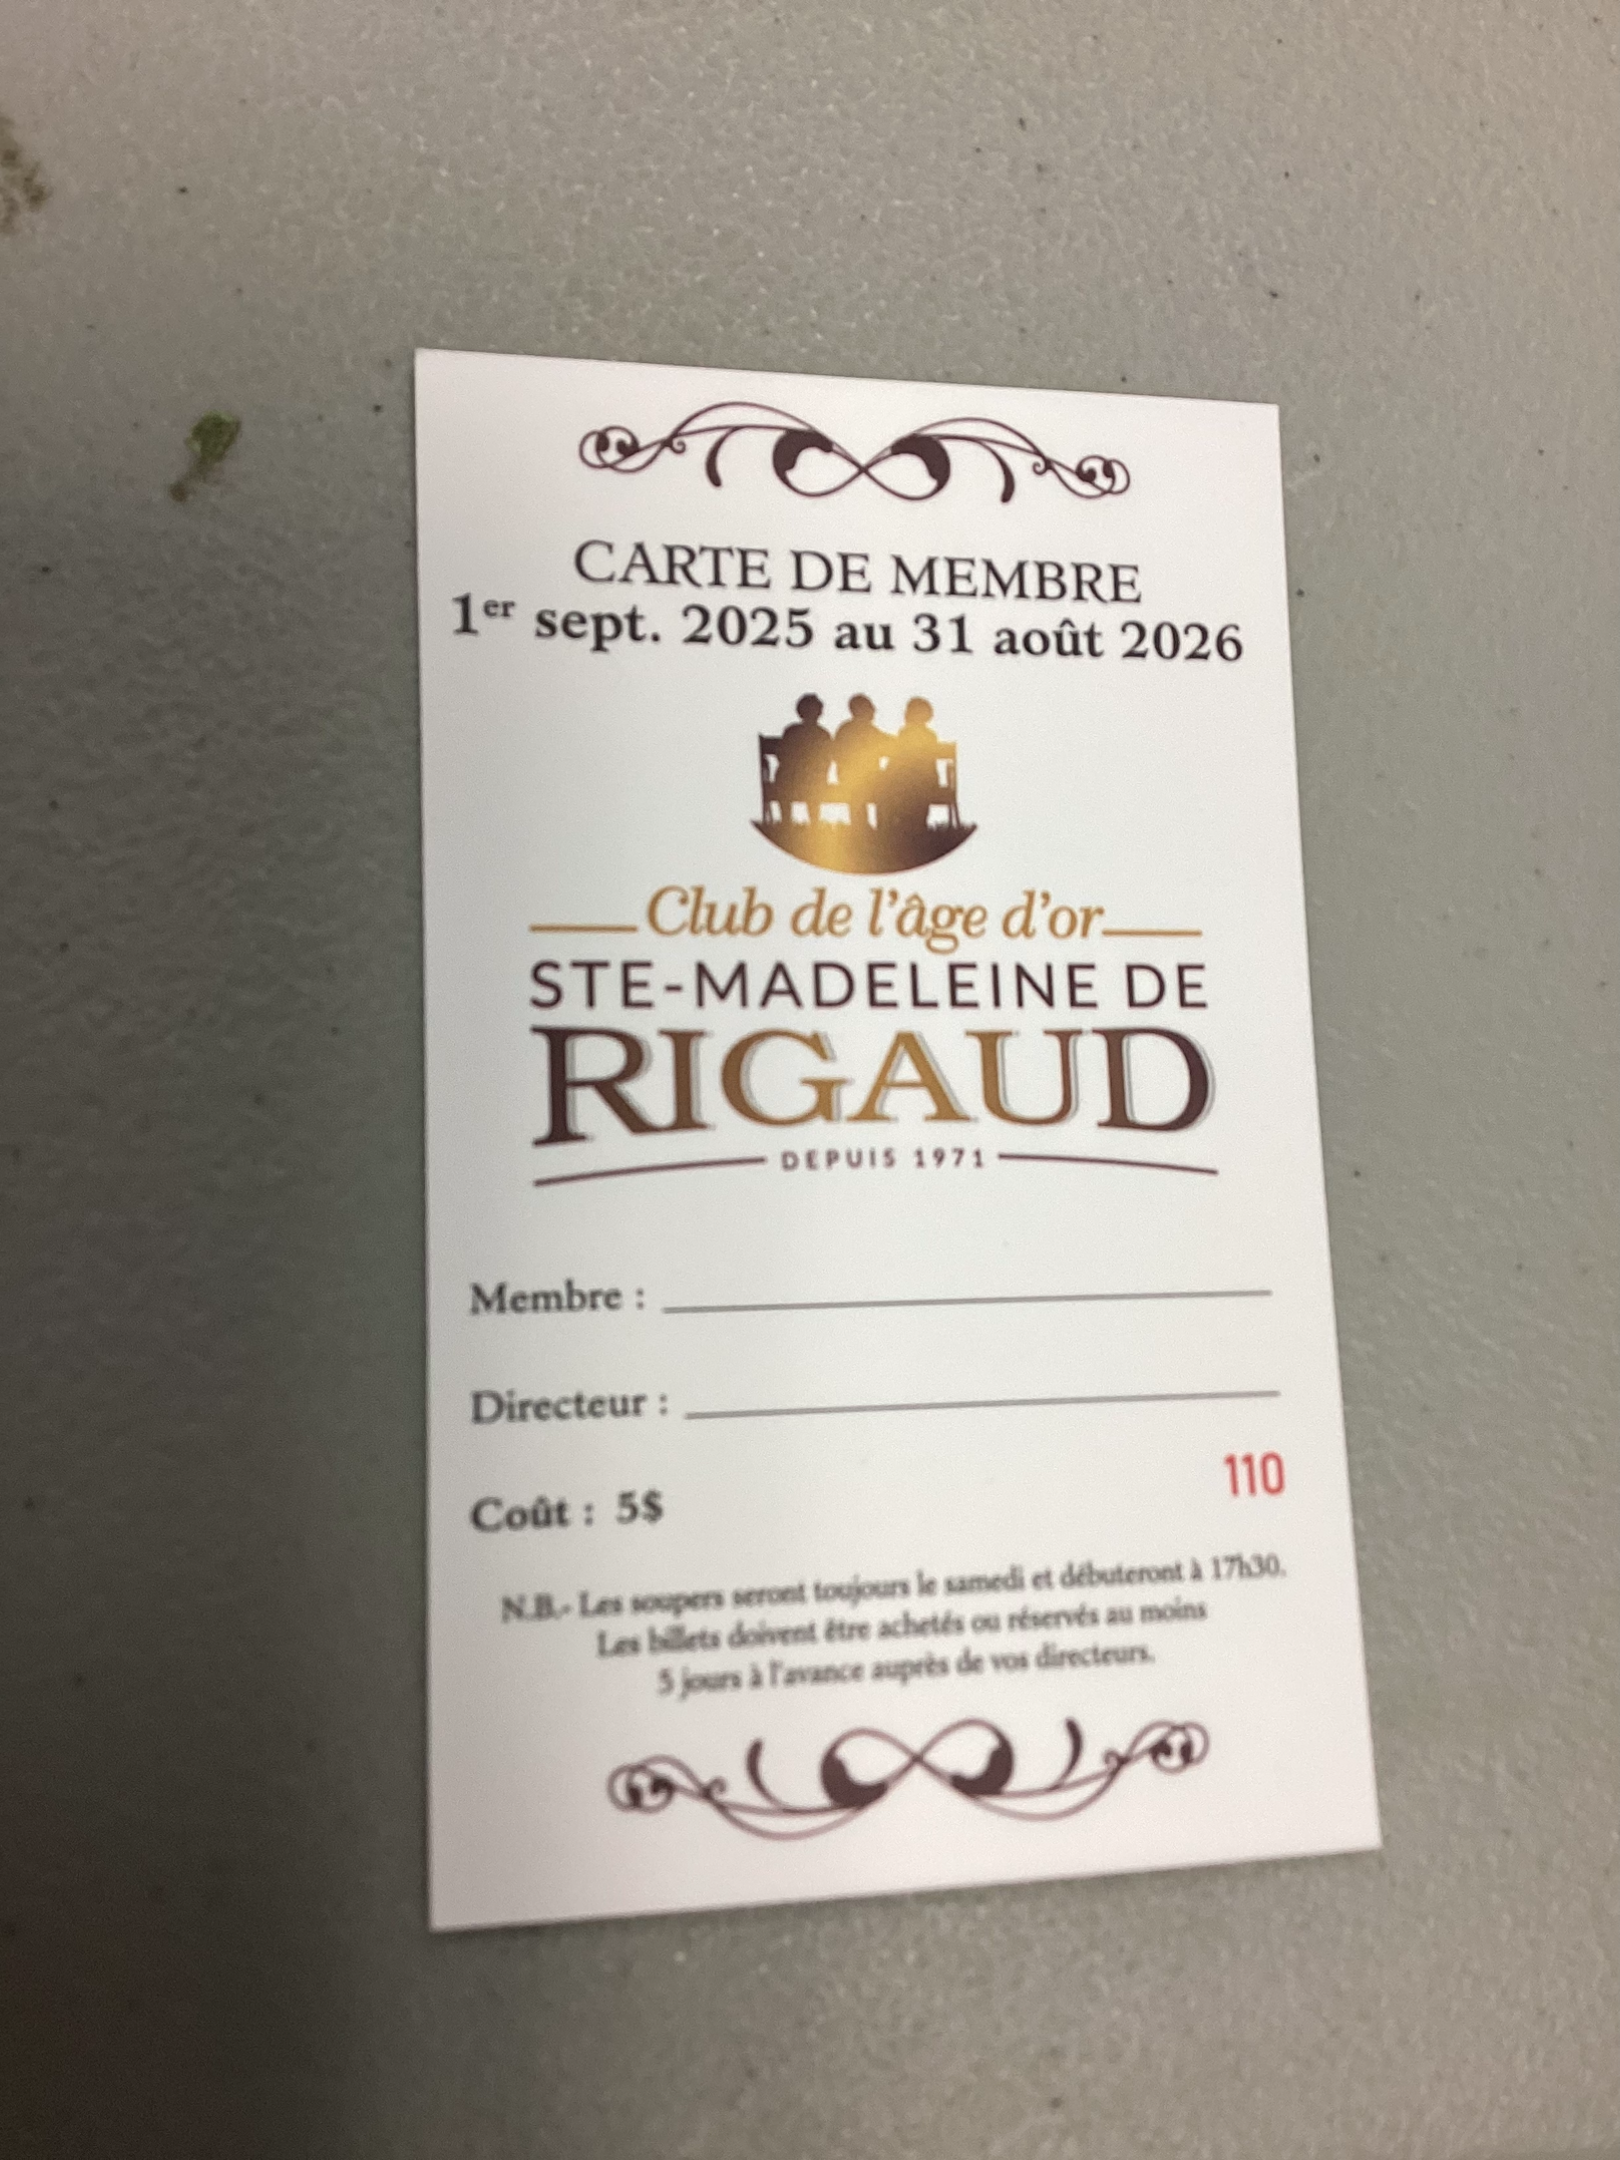 CARTE DE MEMBRE
1er sept. 2025 au 31 août 2026
Club de l'âge d'or
STE-MADELEINE DE
RIGAUD
DEPUIS 1971
Membre :
Directeur :
110
Coût : 5$
N.B.- Les soupers seront toujours le samedi et débuteront à 17h30.
Les billets doivent être achetés ou réservés au moins
5 jours à l'avance auprès de vos directeurs.